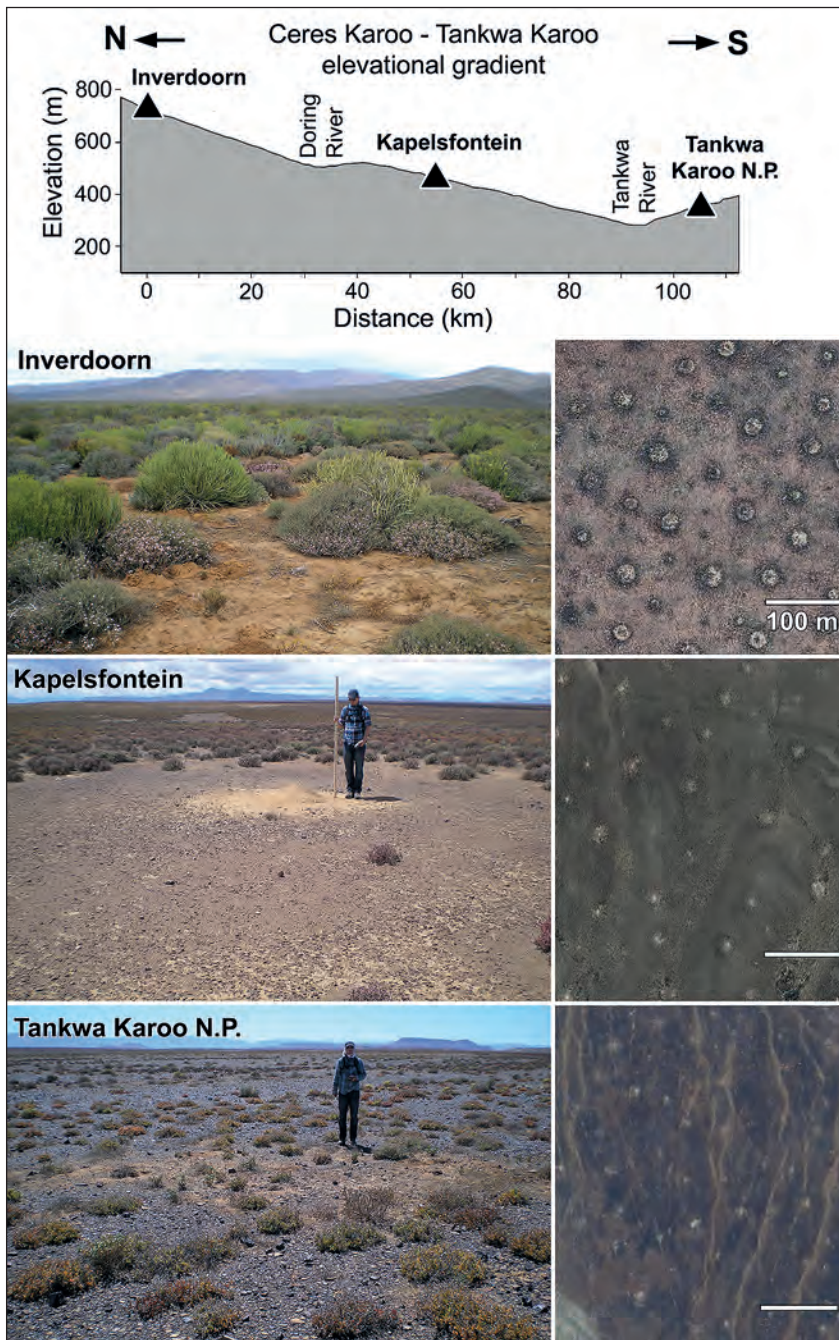 N S
Ceres Karoo - Tankwa Karoo
elevational gradient
Inverdoorn
Doring
River
Kapelsfontein
Tankwa
River
Tankwa
Karoo N.P.
Elevation (m)
800
600
400
200
0 20 40 60 80 100
Distance (km)
Inverdoorn
100 m
Kapelsfontein
Tankwa Karoo N.P.